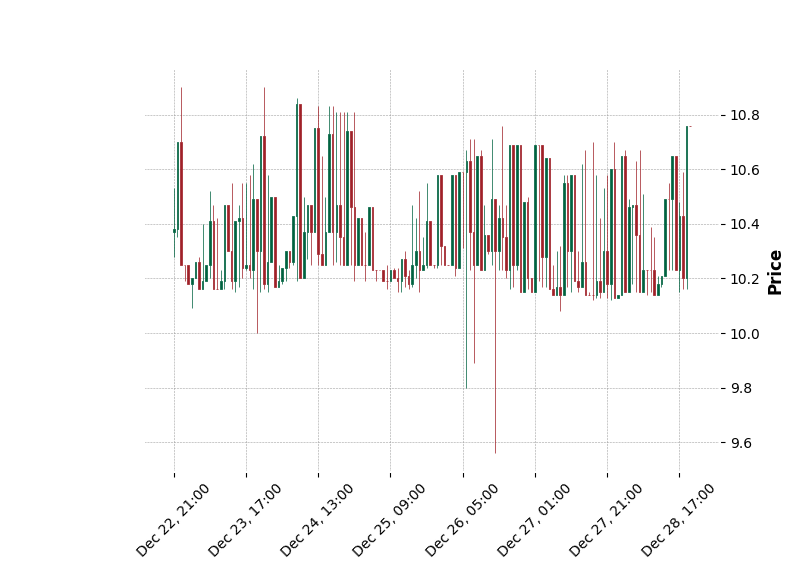 10.8
10.6
10.4
10.2
10.0
9.8
9.6
Price
Dec 22, 21:00
Dec 23, 17:00
Dec 24, 13:00
Dec 25, 09:00
Dec 26, 05:00
Dec 27, 01:00
Dec 27, 21:00
Dec 28, 17:00